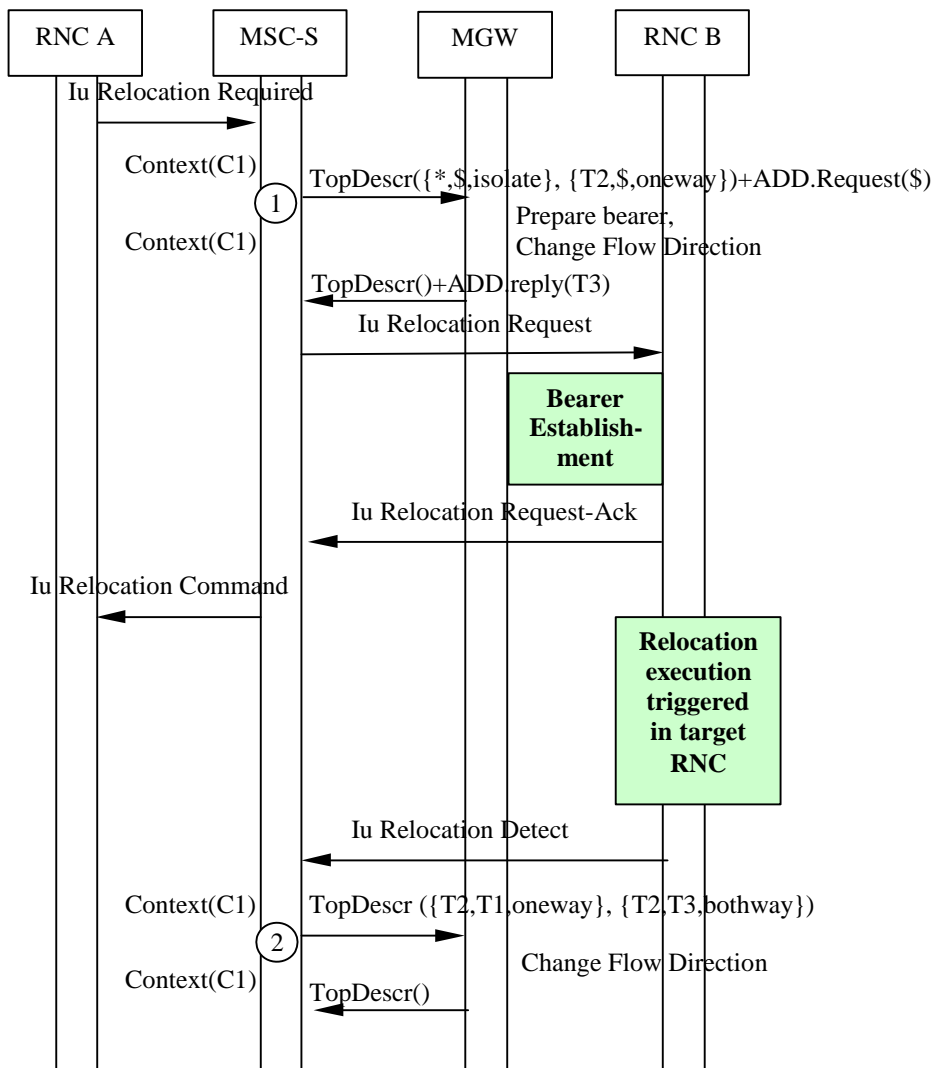 RNC A
MSC-S
MGW
RNC B
Iu Relocation Required
Context(C1)
TopDescr({*,$,isolate}, {T2,$,oneway})+ADD.Request($)
1
Prepare bearer,
Change Flow Direction
Context(C1)
TopDescr()+ADD.reply(T3)
Iu Relocation Request
Bearer
Establish-
ment
Iu Relocation Request-Ack
Iu Relocation Command
Relocation
execution
triggered
in target
RNC
Iu Relocation Detect
Context(C1)
TopDescr ({T2,T1,oneway}, {T2,T3,bothway})
2
Change Flow Direction
Context(C1)
TopDescr()